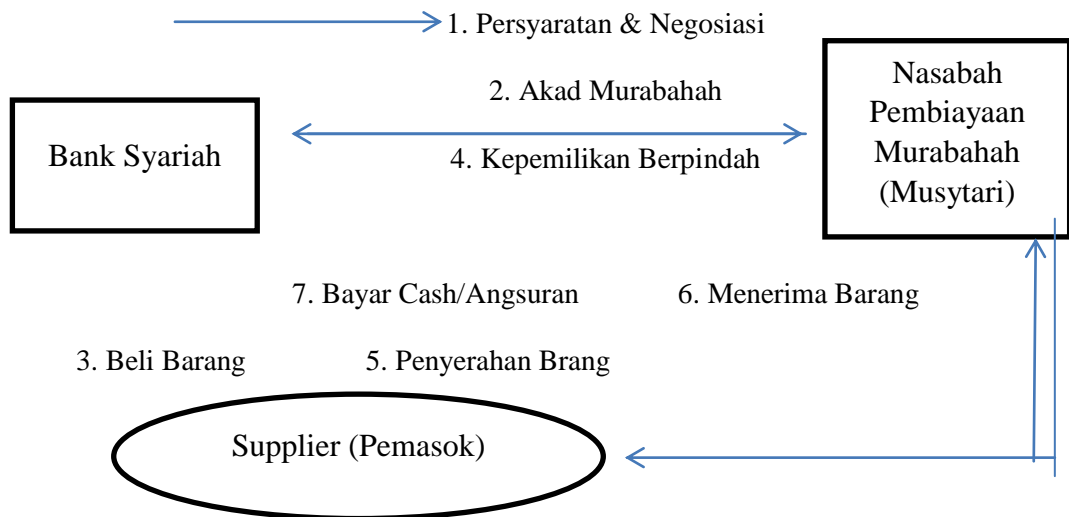 1. Persyaratan & Negosiasi
Nasabah
Pembiayaan
Murabahah
(Musytari)
2. Akad Murabahah
Bank Syariah
4. Kepemilikan Berpindah
7. Bayar Cash/Angsuran
6. Menerima Barang
3. Beli Barang
5. Penyerahan Brang
Supplier (Pemasok)